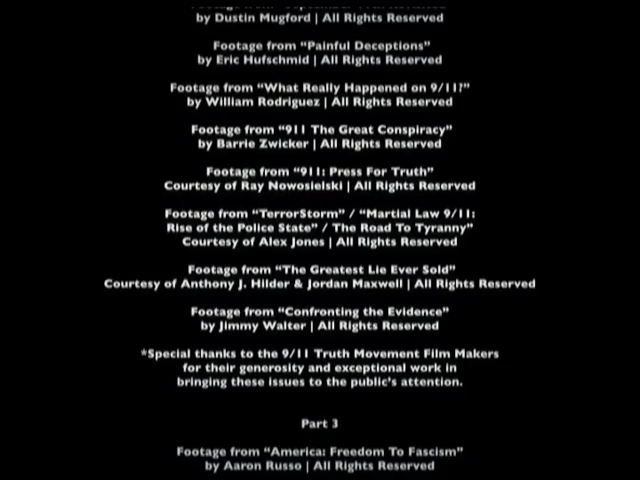 by Dustin Mugford | All Rights Reserved
Footage from “Painful Deceptions”
by Eric Hufschmid | All Rights Reserved
Footage from “What Really Happened on 9/11?”
by William Rodriguez | All Rights Reserved
Footage from “911 The Great Conspiracy”
by Barrie Zwicker | All Rights Reserved
Footage from “911: Press For Truth”
Courtesy of Ray Nowosielski | All Rights Reserved
Footage from “TerrorStorm” / “Martial Law 9/11:
Rise of the Police State” / The Road To Tyranny”
Courtesy of Alex Jones | All Rights Reserved
Footage from “The Greatest Lie Ever Sold”
Courtesy of Anthony J. Hilder & Jordan Maxwell | All Rights Reserved
Footage from “Confronting the Evidence”
by Jimmy Walter | All Rights Reserved
*Special thanks to the 9/11 Truth Movement Film Makers
for their generosity and exceptional work in
bringing these issues to the public’s attention.
Part 3
Footage from “America: Freedom To Fascism”
by Aaron Russo | All Rights Reserved